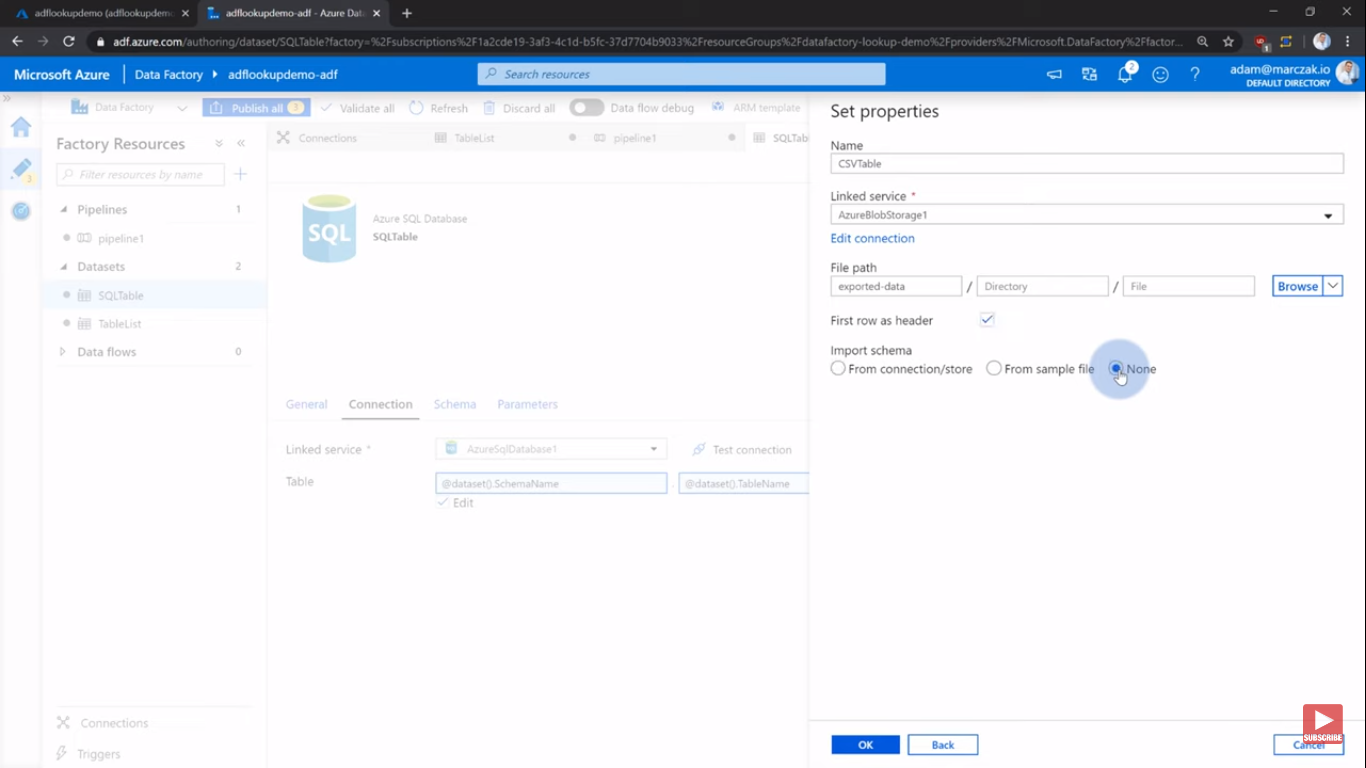 adflookupdemo (adflookupdemo
adflookupdemo-adf - Azure Data
adf.azure.com/authoring/dataset/SQLTable?factory=%2Fsubscriptions%2F1a2cde19-3af3-4c1d-b5fc-37d7704b9033%2FresourceGroups%2Fdatafactory-lookup-demo%2Fproviders%2FMicrosoft.DataFactory%2Ffactor...
Microsoft Azure
Data Factory
adflookupdemo-adf
Search resources
2
adam@marczak.io
DEFAULT DIRECTORY
Data Factory
Publish all 3
Validate all
Refresh
Discard all
Data flow debug
ARM template
Factory Resources
Filter resources by name
Pipelines 1
pipeline1
Datasets 2
SQLTable
TableList
Data flows 0
Connections
Triggers
Connections
TableList
pipeline1
SQLTab
SQL
Azure SQL Database
SQLTable
General
Connection
Schema
Parameters
Linked service *
AzureSqlDatabase1
Test connection
Table
@dataset().SchemaName
.
@dataset().TableName
Edit
Set properties
Name
CSVTable
Linked service *
AzureBlobStorage1
Edit connection
File path
exported-data / Directory / File
Browse
First row as header
Import schema
From connection/store
From sample file
None
OK
Back
Cancel
SUBSCRIBE